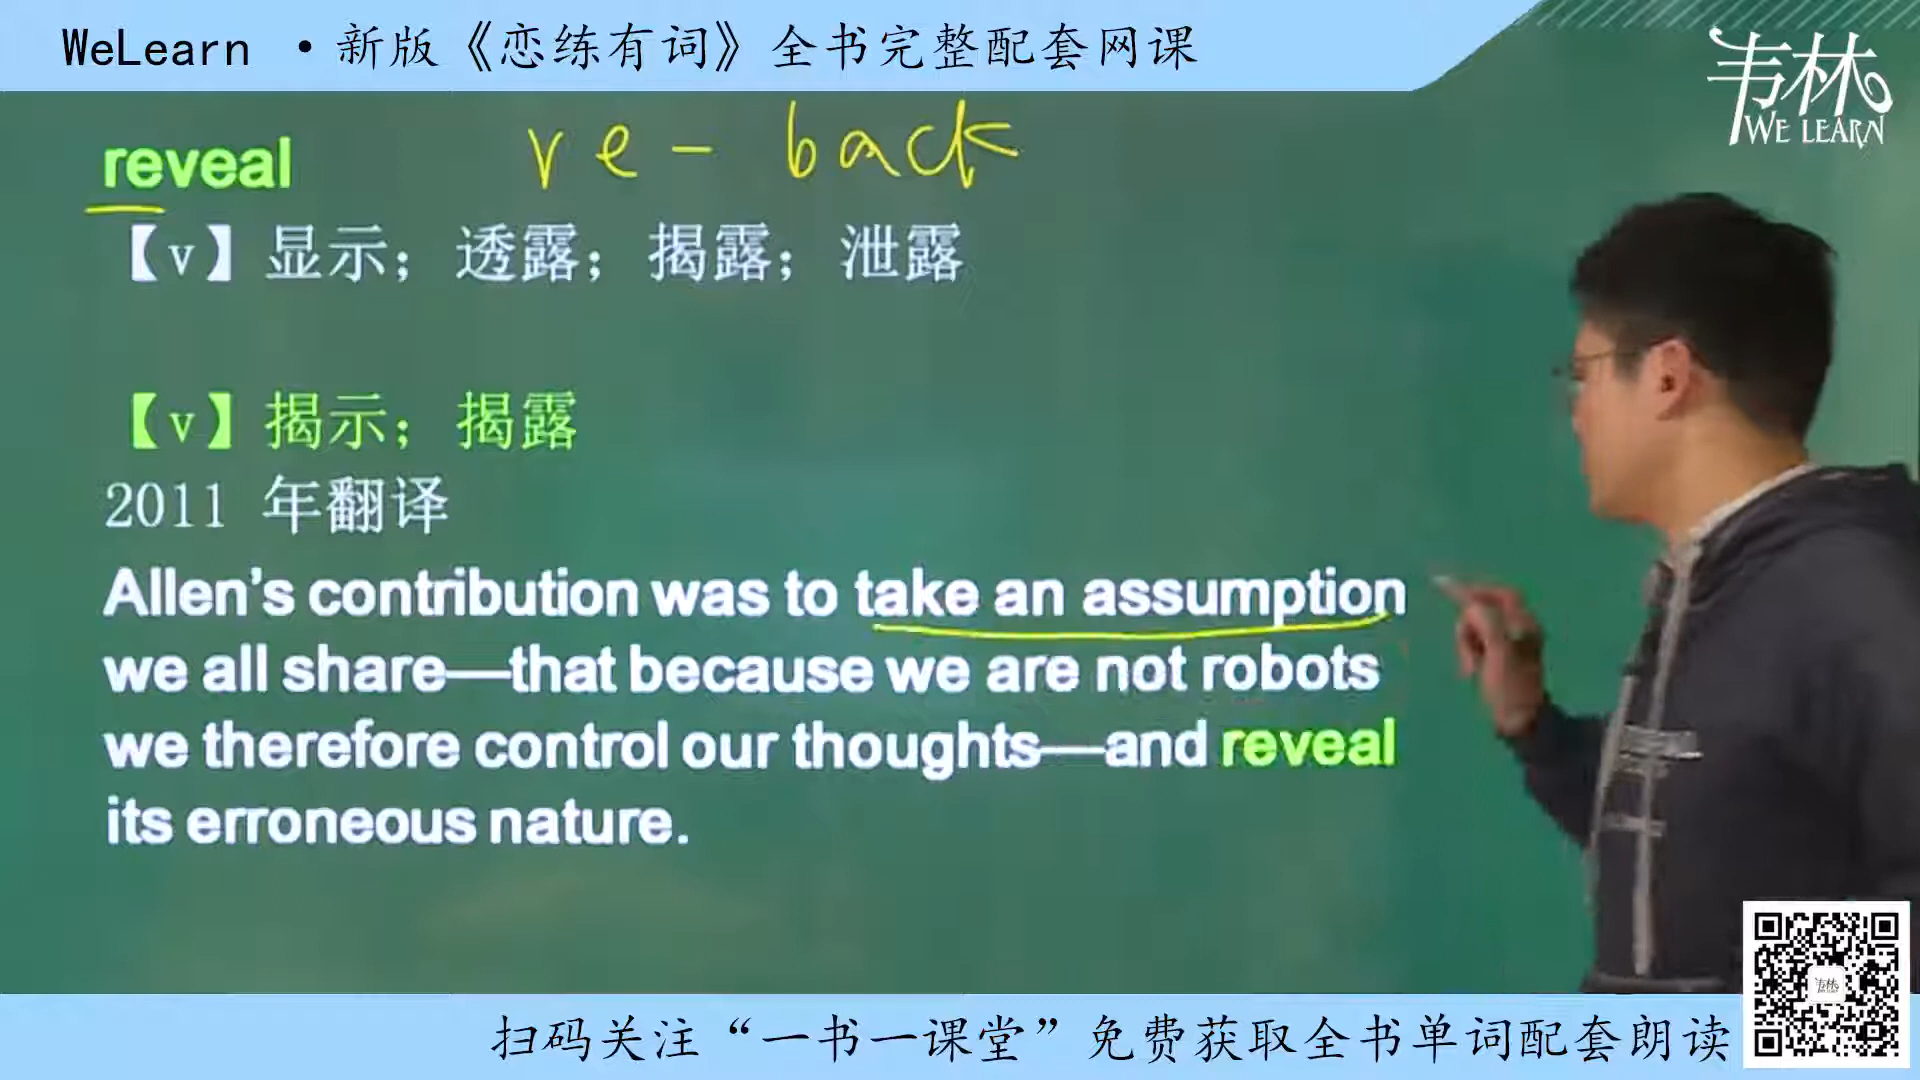 WeLearn ·新版《恋练有词》全书完整配套网课
韦林
WE LEARN
reveal
re- back
【v】显示；透露；揭露；泄露
【v】揭示；揭露
2011 年翻译
Allen’s contribution was to take an assumption
we all share—that because we are not robots
we therefore control our thoughts—and reveal
its erroneous nature.
扫码关注“一书一课堂”免费获取全书单词配套朗读
韦林